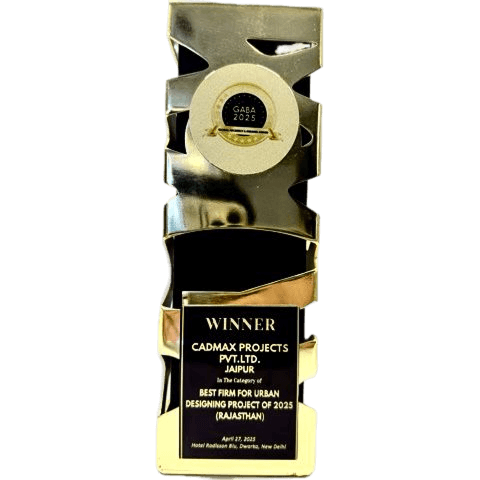 GABA
2025
WINNER
CADMAX PROJECTS
PVT.LTD.
JAIPUR
In The Category of
BEST FIRM FOR URBAN
DESIGNING PROJECT OF 2025
(RAJASTHAN)
April 27, 2025
Hotel Radisson Blu, Dwarka, New Delhi